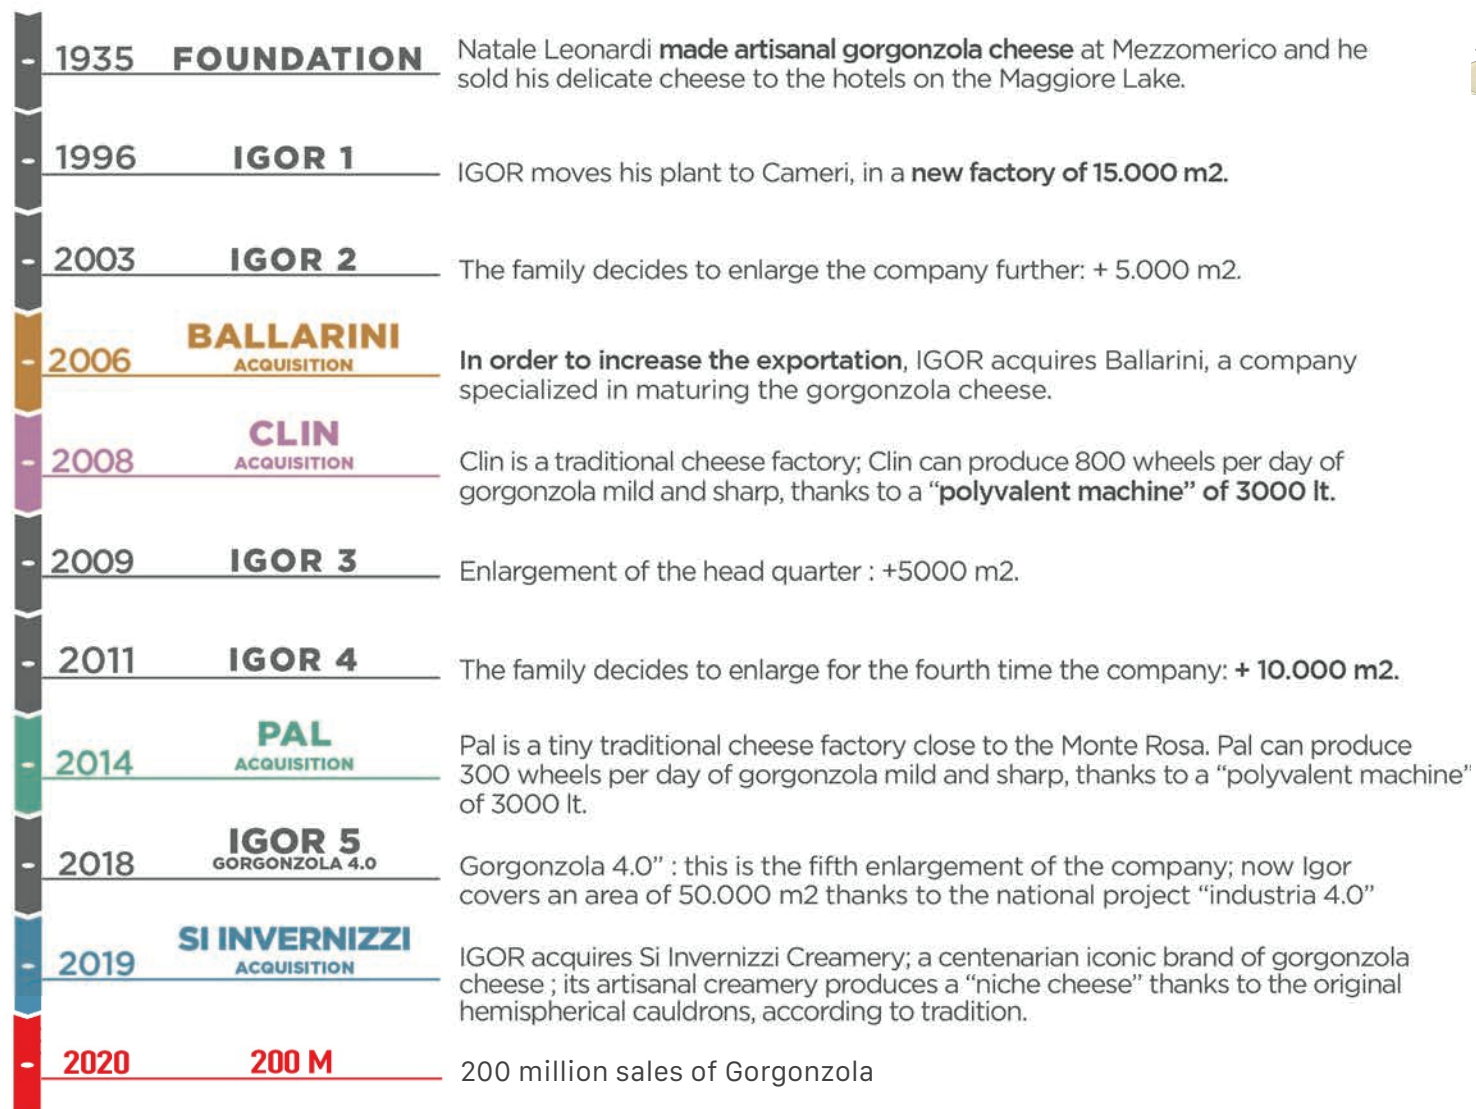 1935 FOUNDATION
Natale Leonardi made artisanal gorgonzola cheese at Mezzomerico and he
sold his delicate cheese to the hotels on the Maggiore Lake.
1996 IGOR 1
IGOR moves his plant to Cameri, in a new factory of 15.000 m2.
2003 IGOR 2
The family decides to enlarge the company further: + 5.000 m2.
2006 BALLARINI
ACQUISITION
In order to increase the exportation, IGOR acquires Ballarini, a company
specialized in maturing the gorgonzola cheese.
2008 CLIN
ACQUISITION
Clin is a traditional cheese factory; Clin can produce 800 wheels per day of
gorgonzola mild and sharp, thanks to a “polyvalent machine” of 3000 lt.
2009 IGOR 3
Enlargement of the head quarter : +5000 m2.
2011 IGOR 4
The family decides to enlarge for the fourth time the company: + 10.000 m2.
2014 PAL
ACQUISITION
Pal is a tiny traditional cheese factory close to the Monte Rosa. Pal can produce
300 wheels per day of gorgonzola mild and sharp, thanks to a “polyvalent machine”
of 3000 lt.
2018 IGOR 5
GORGONZOLA 4.0
Gorgonzola 4.0” : this is the fifth enlargement of the company; now Igor
covers an area of 50.000 m2 thanks to the national project “industria 4.0”
2019 SI INVERNIZZI
ACQUISITION
IGOR acquires Si Invernizzi Creamery; a centenarian iconic brand of gorgonzola
cheese ; its artisanal creamery produces a “niche cheese” thanks to the original
hemispherical cauldrons, according to tradition.
2020 200 M
200 million sales of Gorgonzola